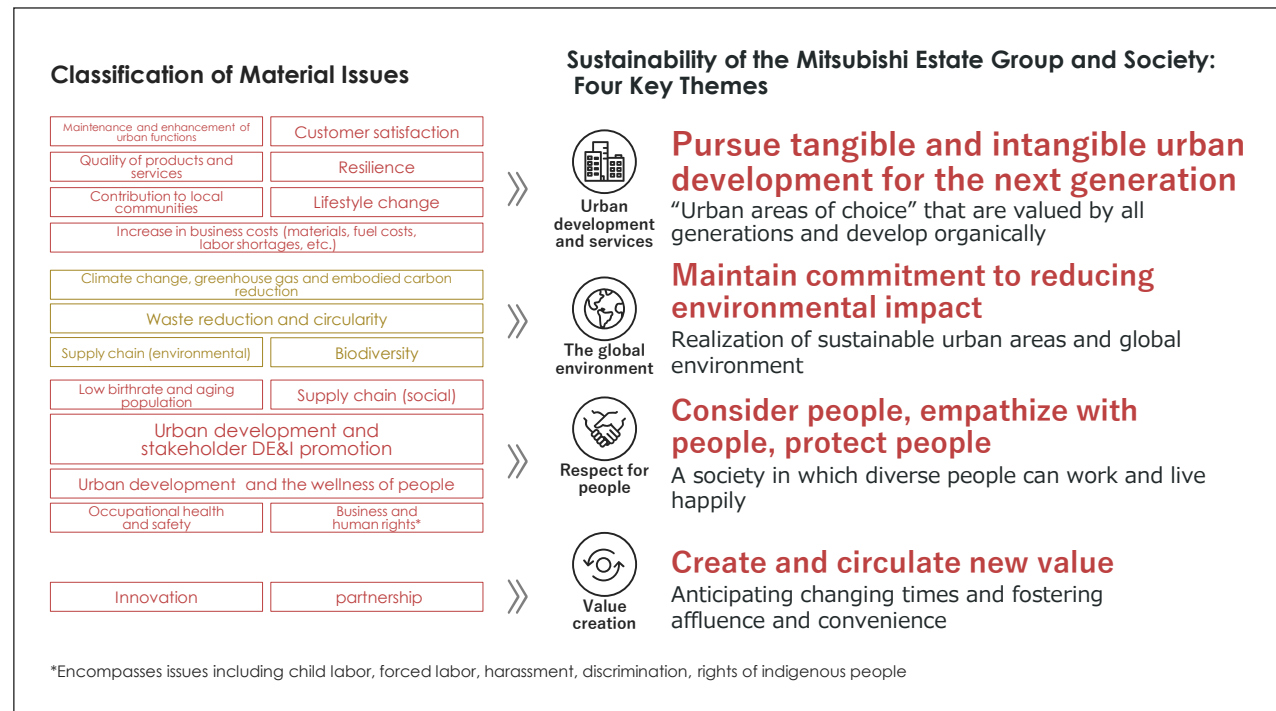 Classification of Material Issues
Sustainability of the Mitsubishi Estate Group and Society:
Four Key Themes
Maintenance and enhancement of
urban functions
Customer satisfaction
Quality of products and
services
Resilience
Contribution to local
communities
Lifestyle change
Increase in business costs (materials, fuel costs,
labor shortages, etc.)
Urban
development
and services
Pursue tangible and intangible urban
development for the next generation
“Urban areas of choice” that are valued by all
generations and develop organically
Climate change, greenhouse gas and embodied carbon
reduction
Waste reduction and circularity
Supply chain (environmental)
Biodiversity
The global
environment
Maintain commitment to reducing
environmental impact
Realization of sustainable urban areas and global
environment
Low birthrate and aging
population
Supply chain (social)
Urban development and
stakeholder DE&I promotion
Urban development and the wellness of people
Occupational health
and safety
Business and
human rights*
Respect for
people
Consider people, empathize with
people, protect people
A society in which diverse people can work and live
happily
Innovation
partnership
Value
creation
Create and circulate new value
Anticipating changing times and fostering
affluence and convenience
*Encompasses issues including child labor, forced labor, harassment, discrimination, rights of indigenous people